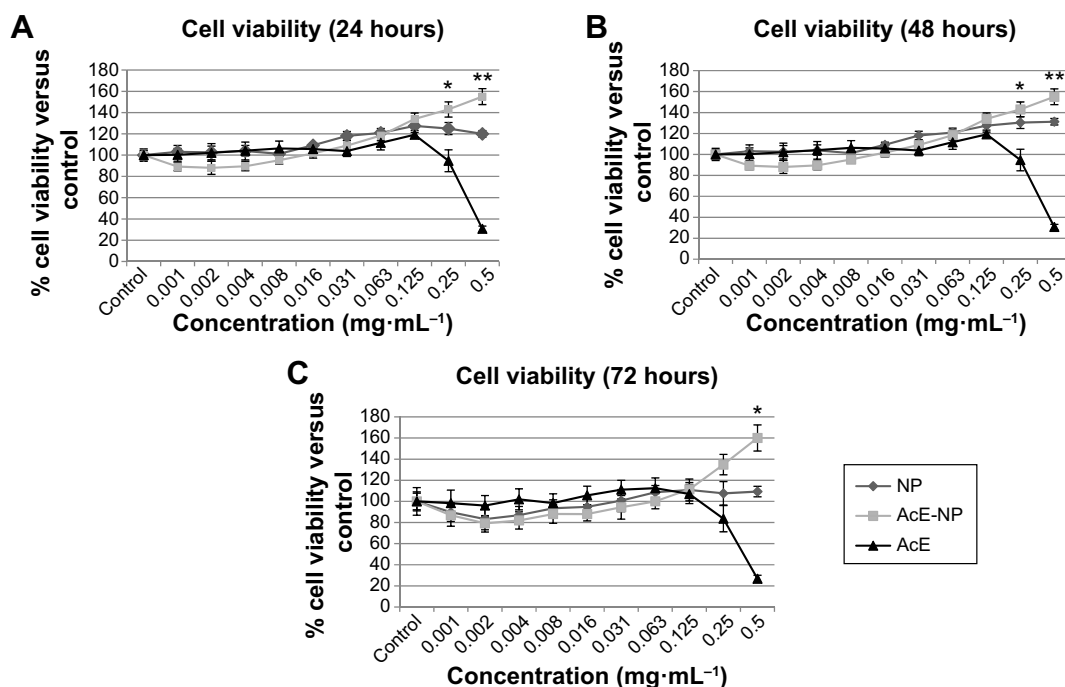 A
Cell viability (24 hours)
% cell viability versus
control
180
160
140
120
100
80
60
40
20
0
* **
Control 0.001 0.002 0.004 0.008 0.016 0.031 0.063 0.125 0.25 0.5
Concentration (mg·mL⁻¹)
B
Cell viability (48 hours)
% cell viability versus
control
180
160
140
120
100
80
60
40
20
0
* **
Control 0.001 0.002 0.004 0.008 0.016 0.031 0.063 0.125 0.25 0.5
Concentration (mg·mL⁻¹)
C
Cell viability (72 hours)
% cell viability versus
control
180
160
140
120
100
80
60
40
20
0
*
Control 0.001 0.002 0.004 0.008 0.016 0.031 0.063 0.125 0.25 0.5
Concentration (mg·mL⁻¹)
NP
AcE-NP
AcE